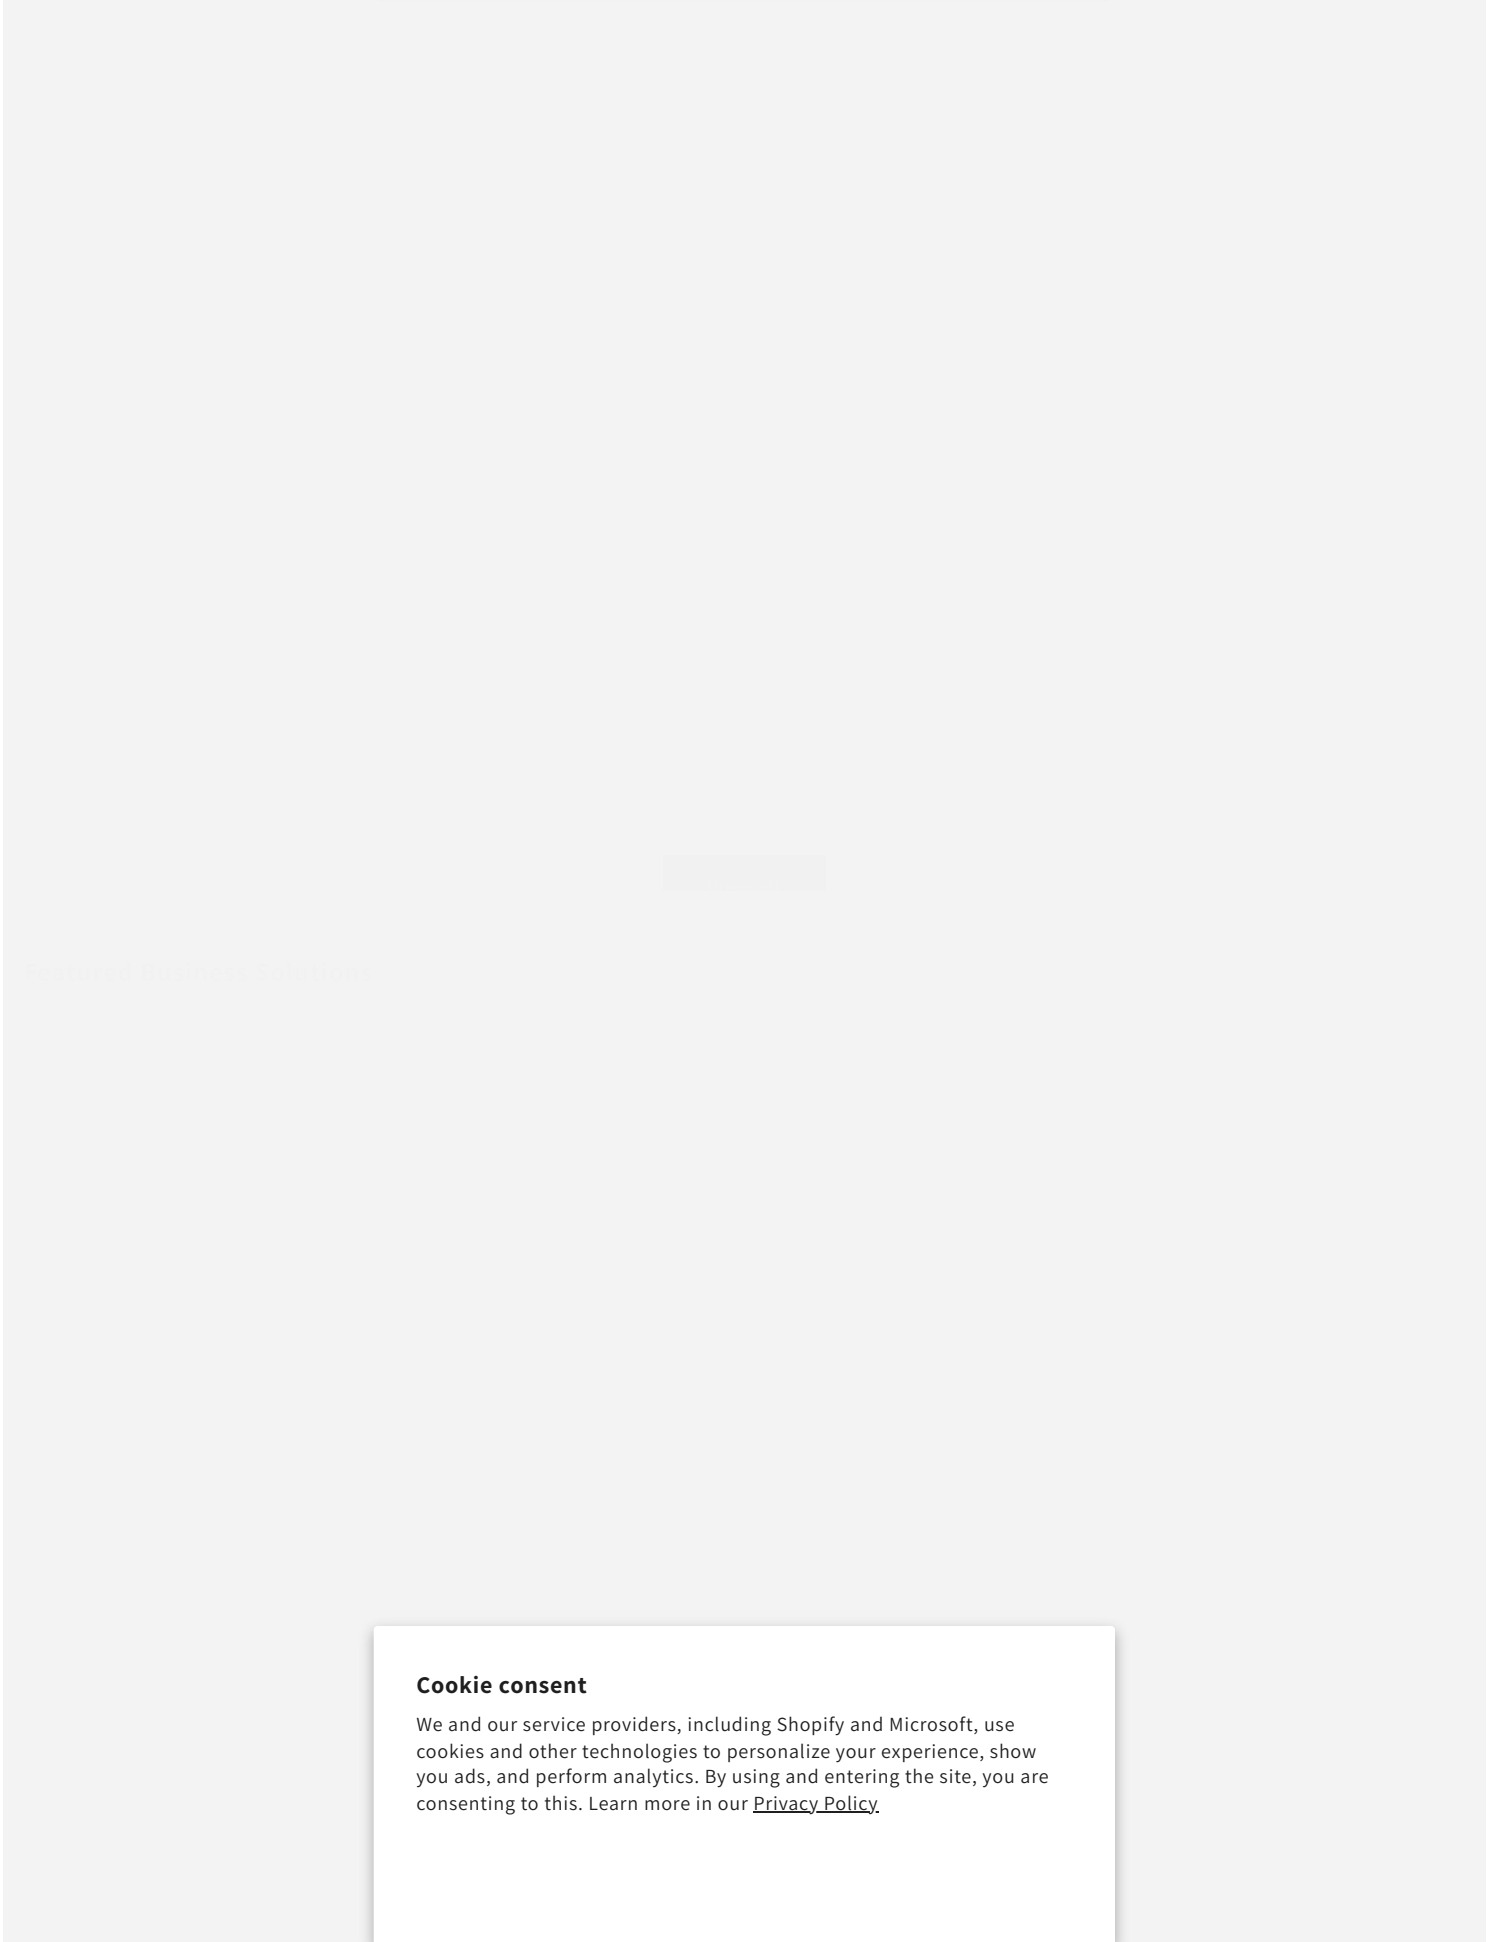 Cookie consent
We and our service providers, including Shopify and Microsoft, use
cookies and other technologies to personalize your experience, show
you ads, and perform analytics. By using and entering the site, you are
consenting to this. Learn more in our Privacy Policy